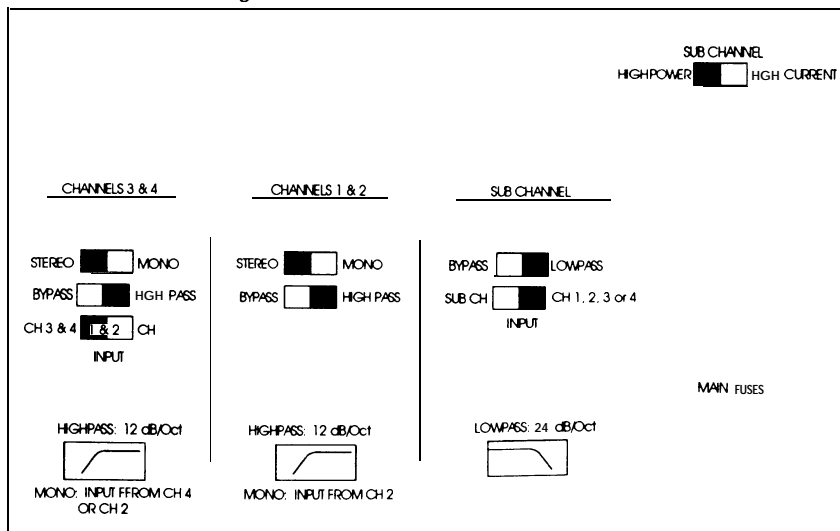 SUB CHANNEL
HIGHPOWER HGH CURRENT
CHANNELS 3 & 4
STEREO MONO
BYPASS HGH PASS
CH 3 & 4 1 & 2 CH
INPUT
HIGHPASS: 12 dB/Oct
MONO: INPUT FFROM CH 4
OR CH 2
CHANNELS 1 & 2
STEREO MONO
BYPASS HIGH PASS
HIGHPASS: 12 dB/Oct
MONO: INPUT FROM CH 2
SUB CHANNEL
BYPASS LOWPASS
SUB CH CH 1, 2, 3 or 4
INPUT
LOWPASS: 24 dB/Oct
MAIN FUSES